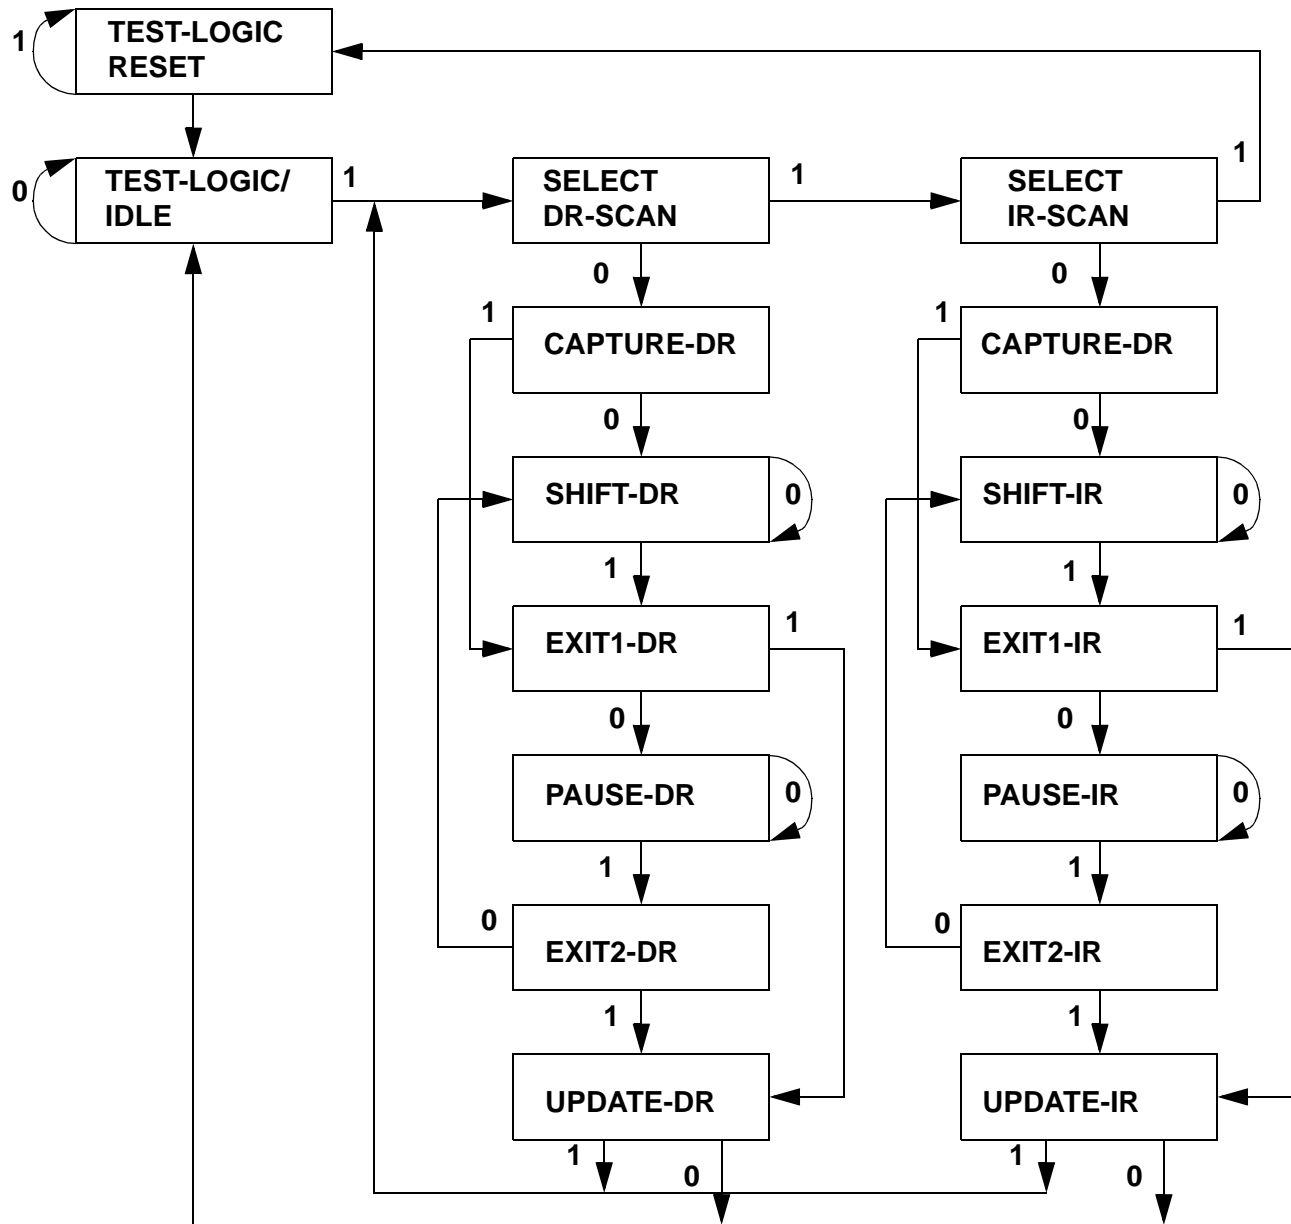 1
TEST-LOGIC
RESET
0
TEST-LOGIC/
IDLE
1
SELECT
DR-SCAN
1
SELECT
IR-SCAN
1
0
0
1
CAPTURE-DR
1
CAPTURE-DR
0
0
SHIFT-DR
0
SHIFT-IR
0
1
1
EXIT1-DR
1
EXIT1-IR
1
0
0
PAUSE-DR
0
PAUSE-IR
0
1
1
0
EXIT2-DR
0
EXIT2-IR
1
1
UPDATE-DR
UPDATE-IR
1
0
1
0